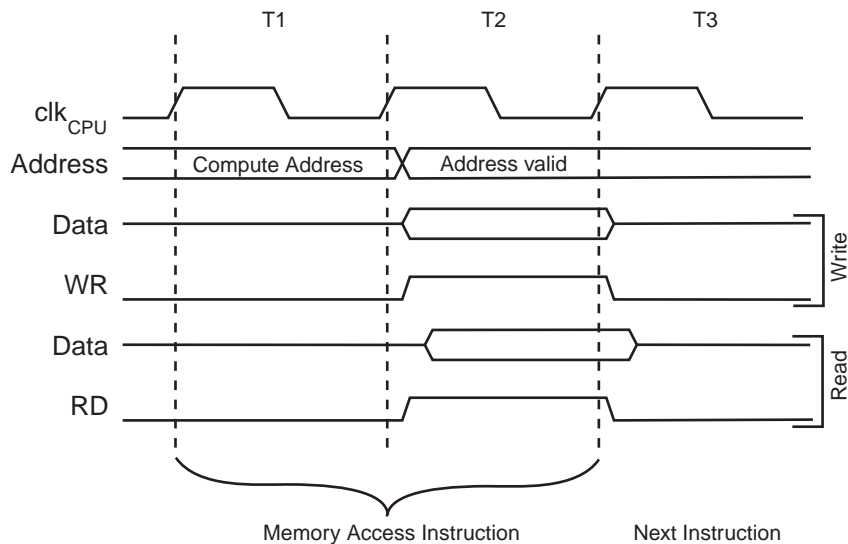 T1 T2 T3
clkCPU
Address Compute Address Address valid
Data
WR
Write
Data
RD
Read
Memory Access Instruction Next Instruction